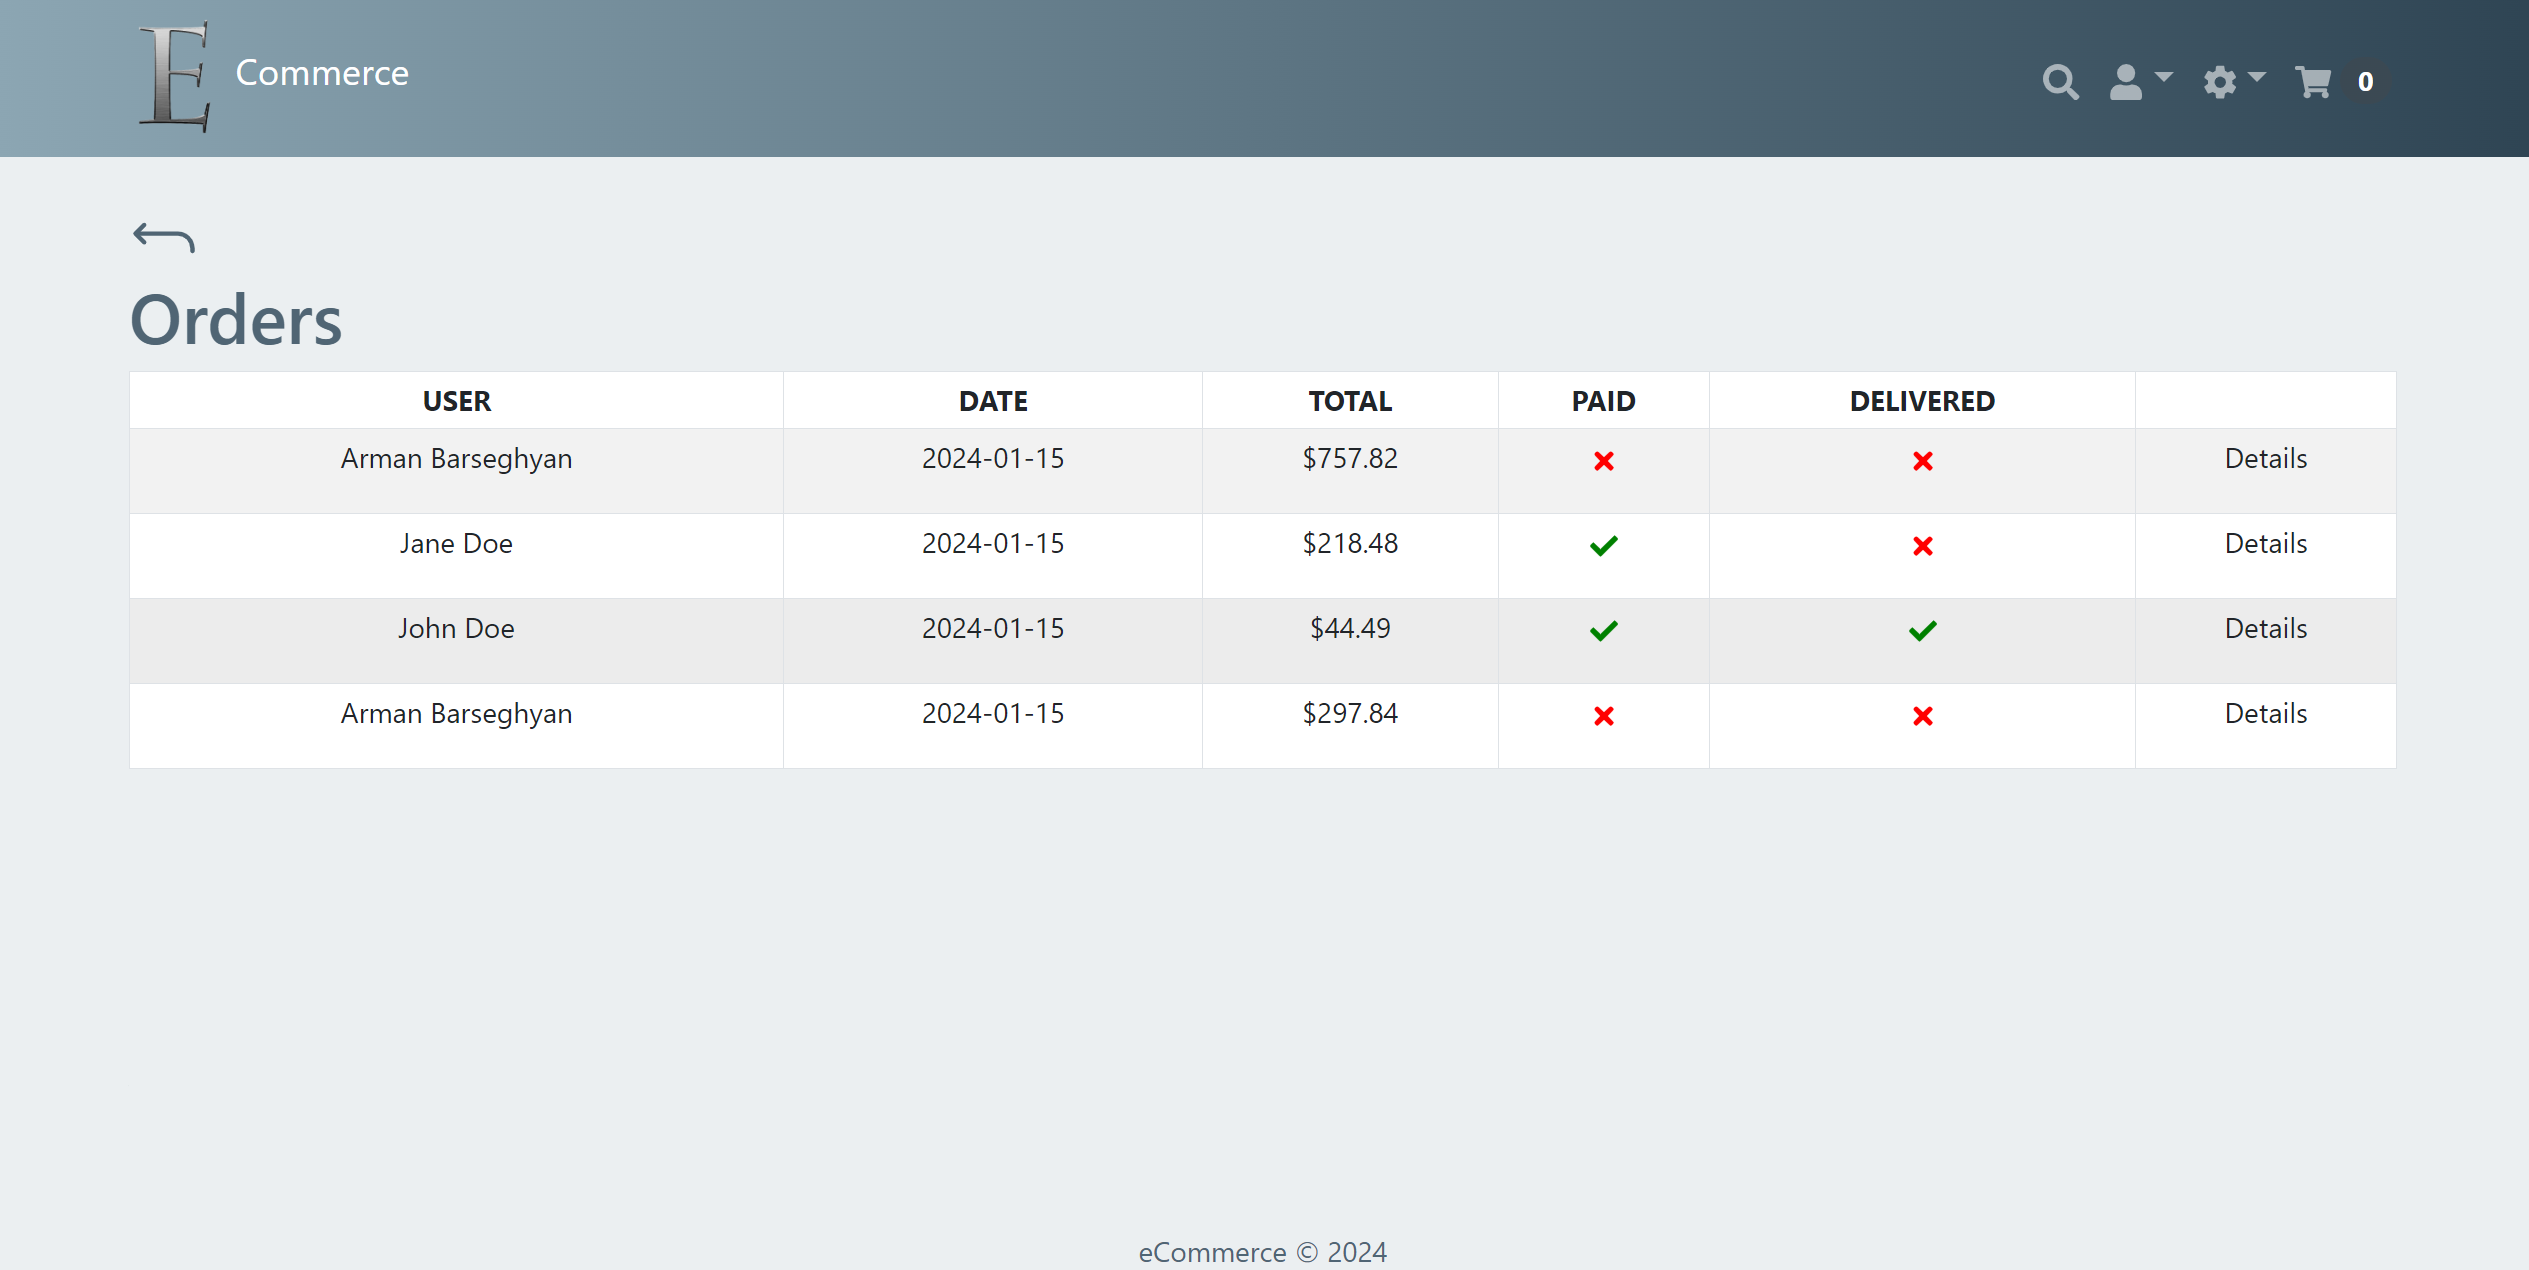 E Commerce
0
Orders
USER DATE TOTAL PAID DELIVERED
Arman Barseghyan 2024-01-15 $757.82 Details
Jane Doe 2024-01-15 $218.48 Details
John Doe 2024-01-15 $44.49 Details
Arman Barseghyan 2024-01-15 $297.84 Details
eCommerce © 2024